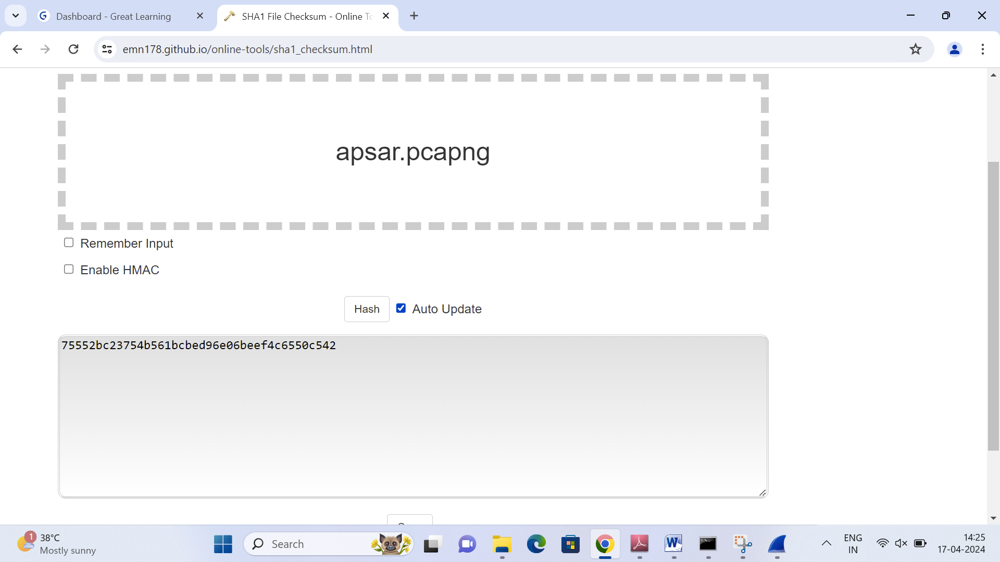 Dashboard - Great Learning
SHA1 File Checksum - Online To
emn178.github.io/online-tools/sha1_checksum.html
apsar.pcapng
Remember Input
Enable HMAC
Hash
Auto Update
75552bc23754b561bcbed96e06beef4c6550c542
1
38°C
Mostly sunny
Search
ENG
IN
14:25
17-04-2024